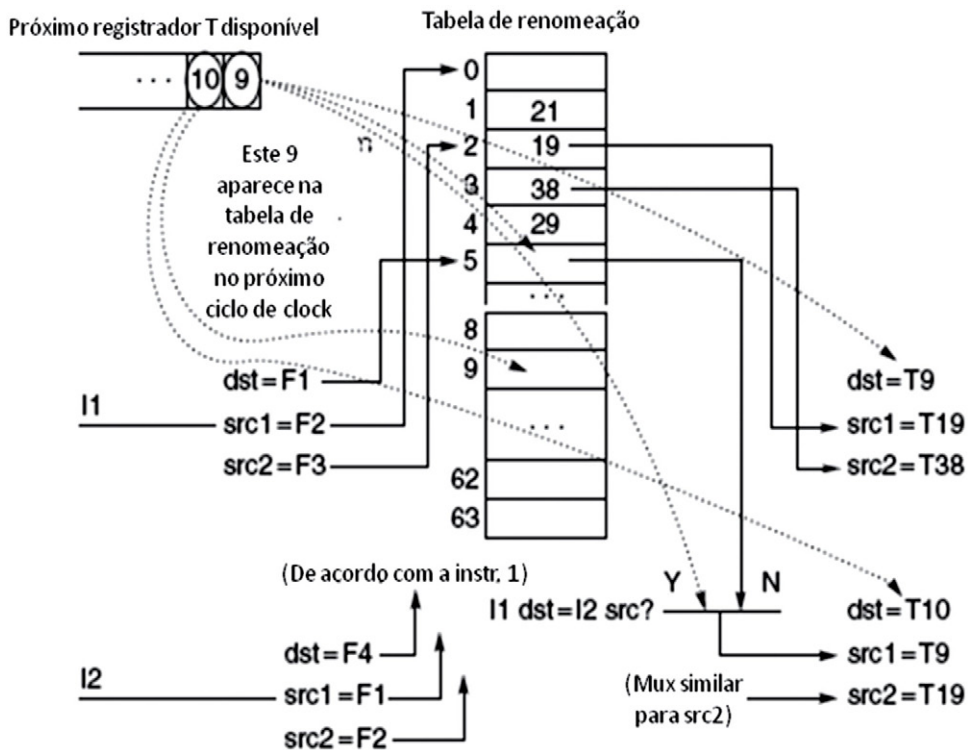 Próximo registrador T disponível
Tabela de renomeação
... 10 9
0
1 21
2 19
3 38
4 29
5
...
8
9
...
62
63
n
Este 9
aparece na
tabela de
renomeação
no próximo
ciclo de clock
I1
dst=F1
src1=F2
src2=F3
dst=T9
src1=T19
src2=T38
(De acordo com a instr, 1)
I2
dst=F4
src1=F1
src2=F2
Y N
I1 dst=I2 src?
(Mux similar
para src2)
dst=T10
src1=T9
src2=T19